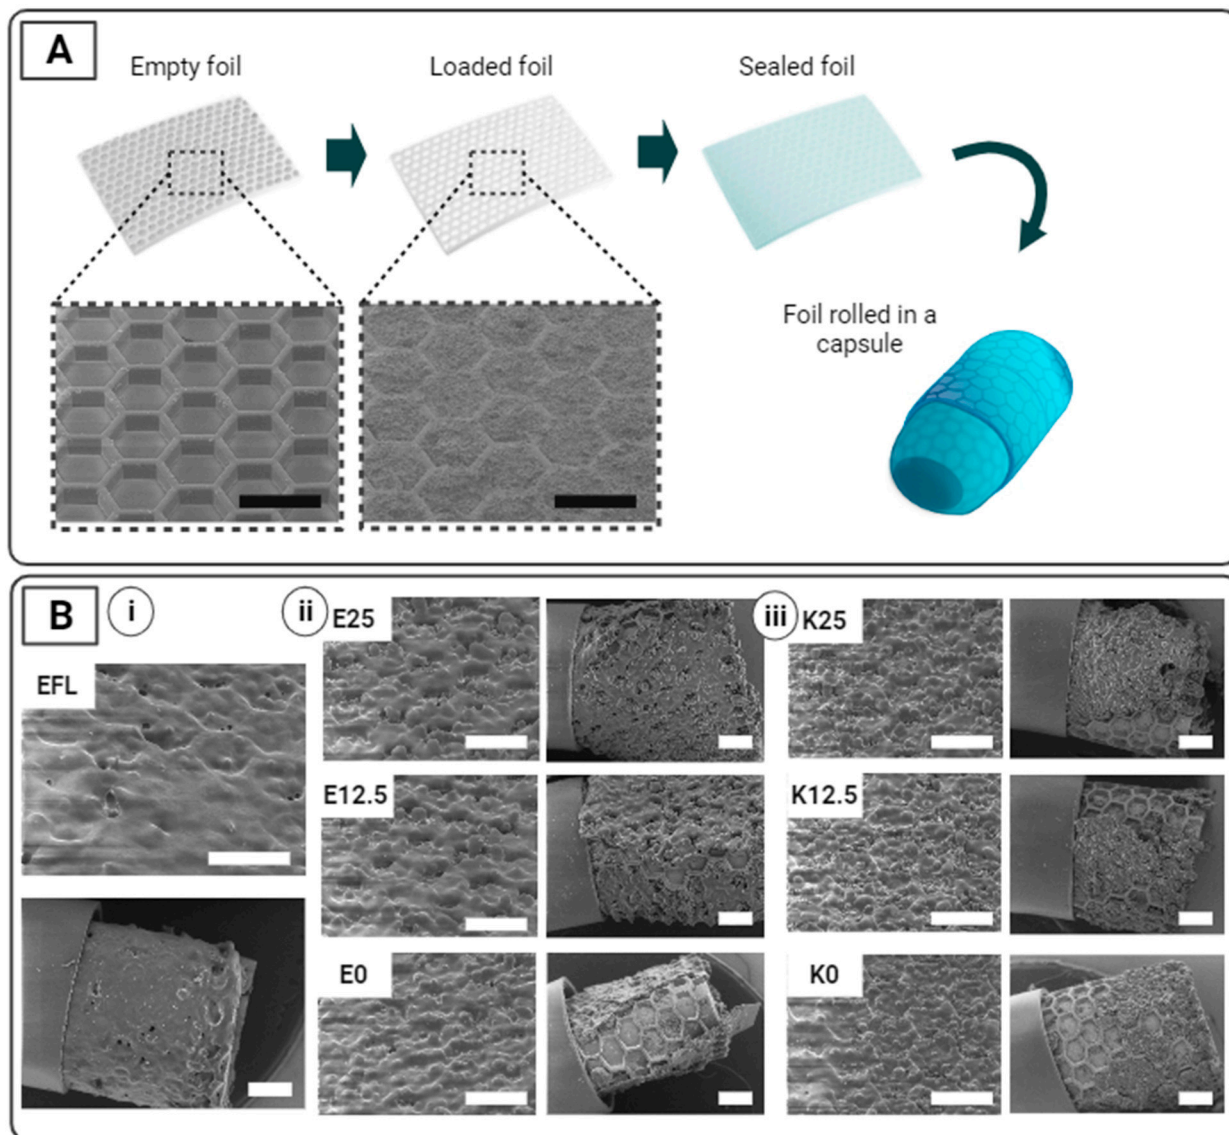 A
Empty foil
Loaded foil
Sealed foil
Foil rolled in a
capsule
B
i
EFL
ii
E25
E12.5
E0
iii
K25
K12.5
K0